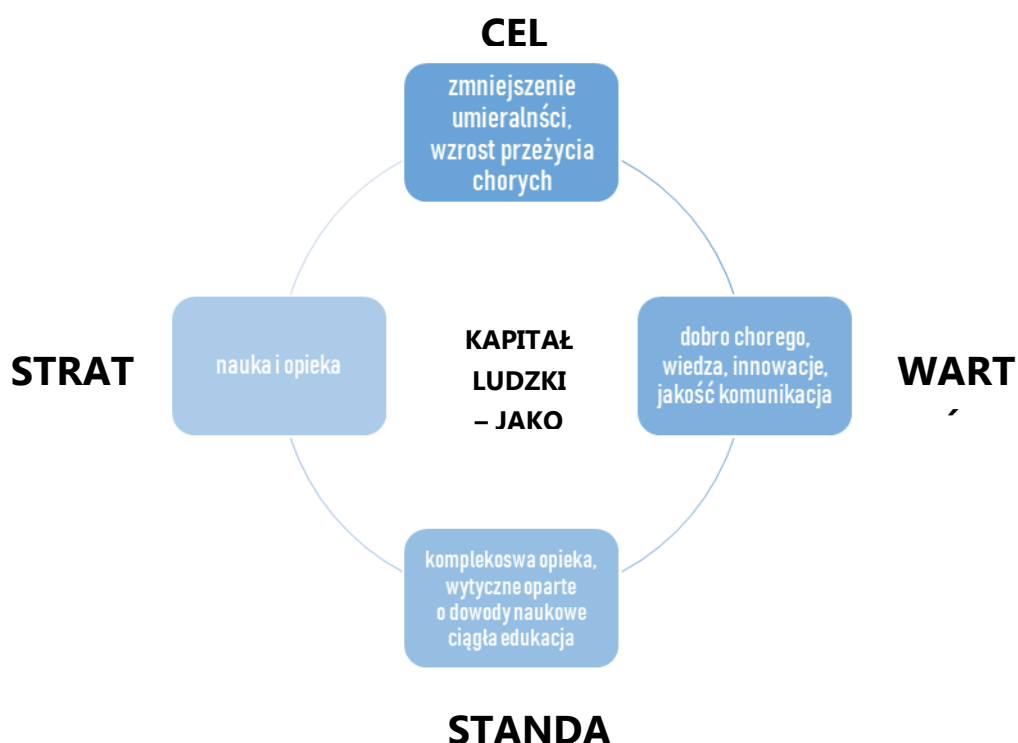 CEL
zmniejszenie
umieralnści,
wzrost przeżycia
chorych
STRAT
nauka i opieka
KAPITAŁ
LUDZKI
– JAKO
dobro chorego,
wiedza, innowacje,
jakość komunikacja
WART
komplekoswa opieka,
wytyczne oparte
o dowody naukowe
ciągła edukacja
STANDA